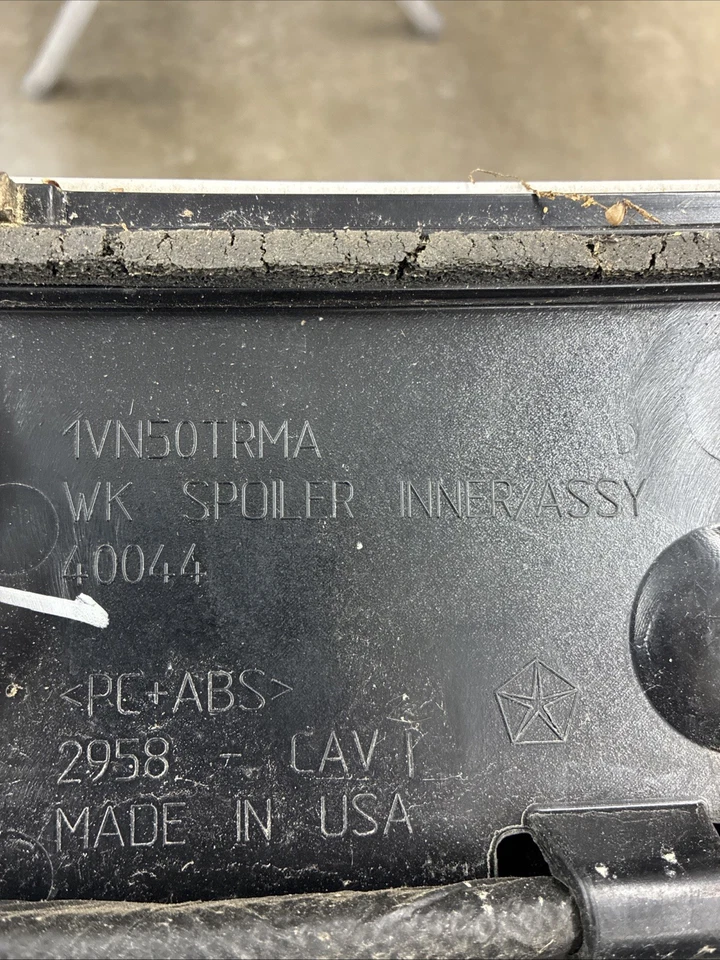 1VN50TRMA
WK SPOILER INNER/ASSY
40044
<PC+ABS>
2958 - CAV 1
MADE IN USA